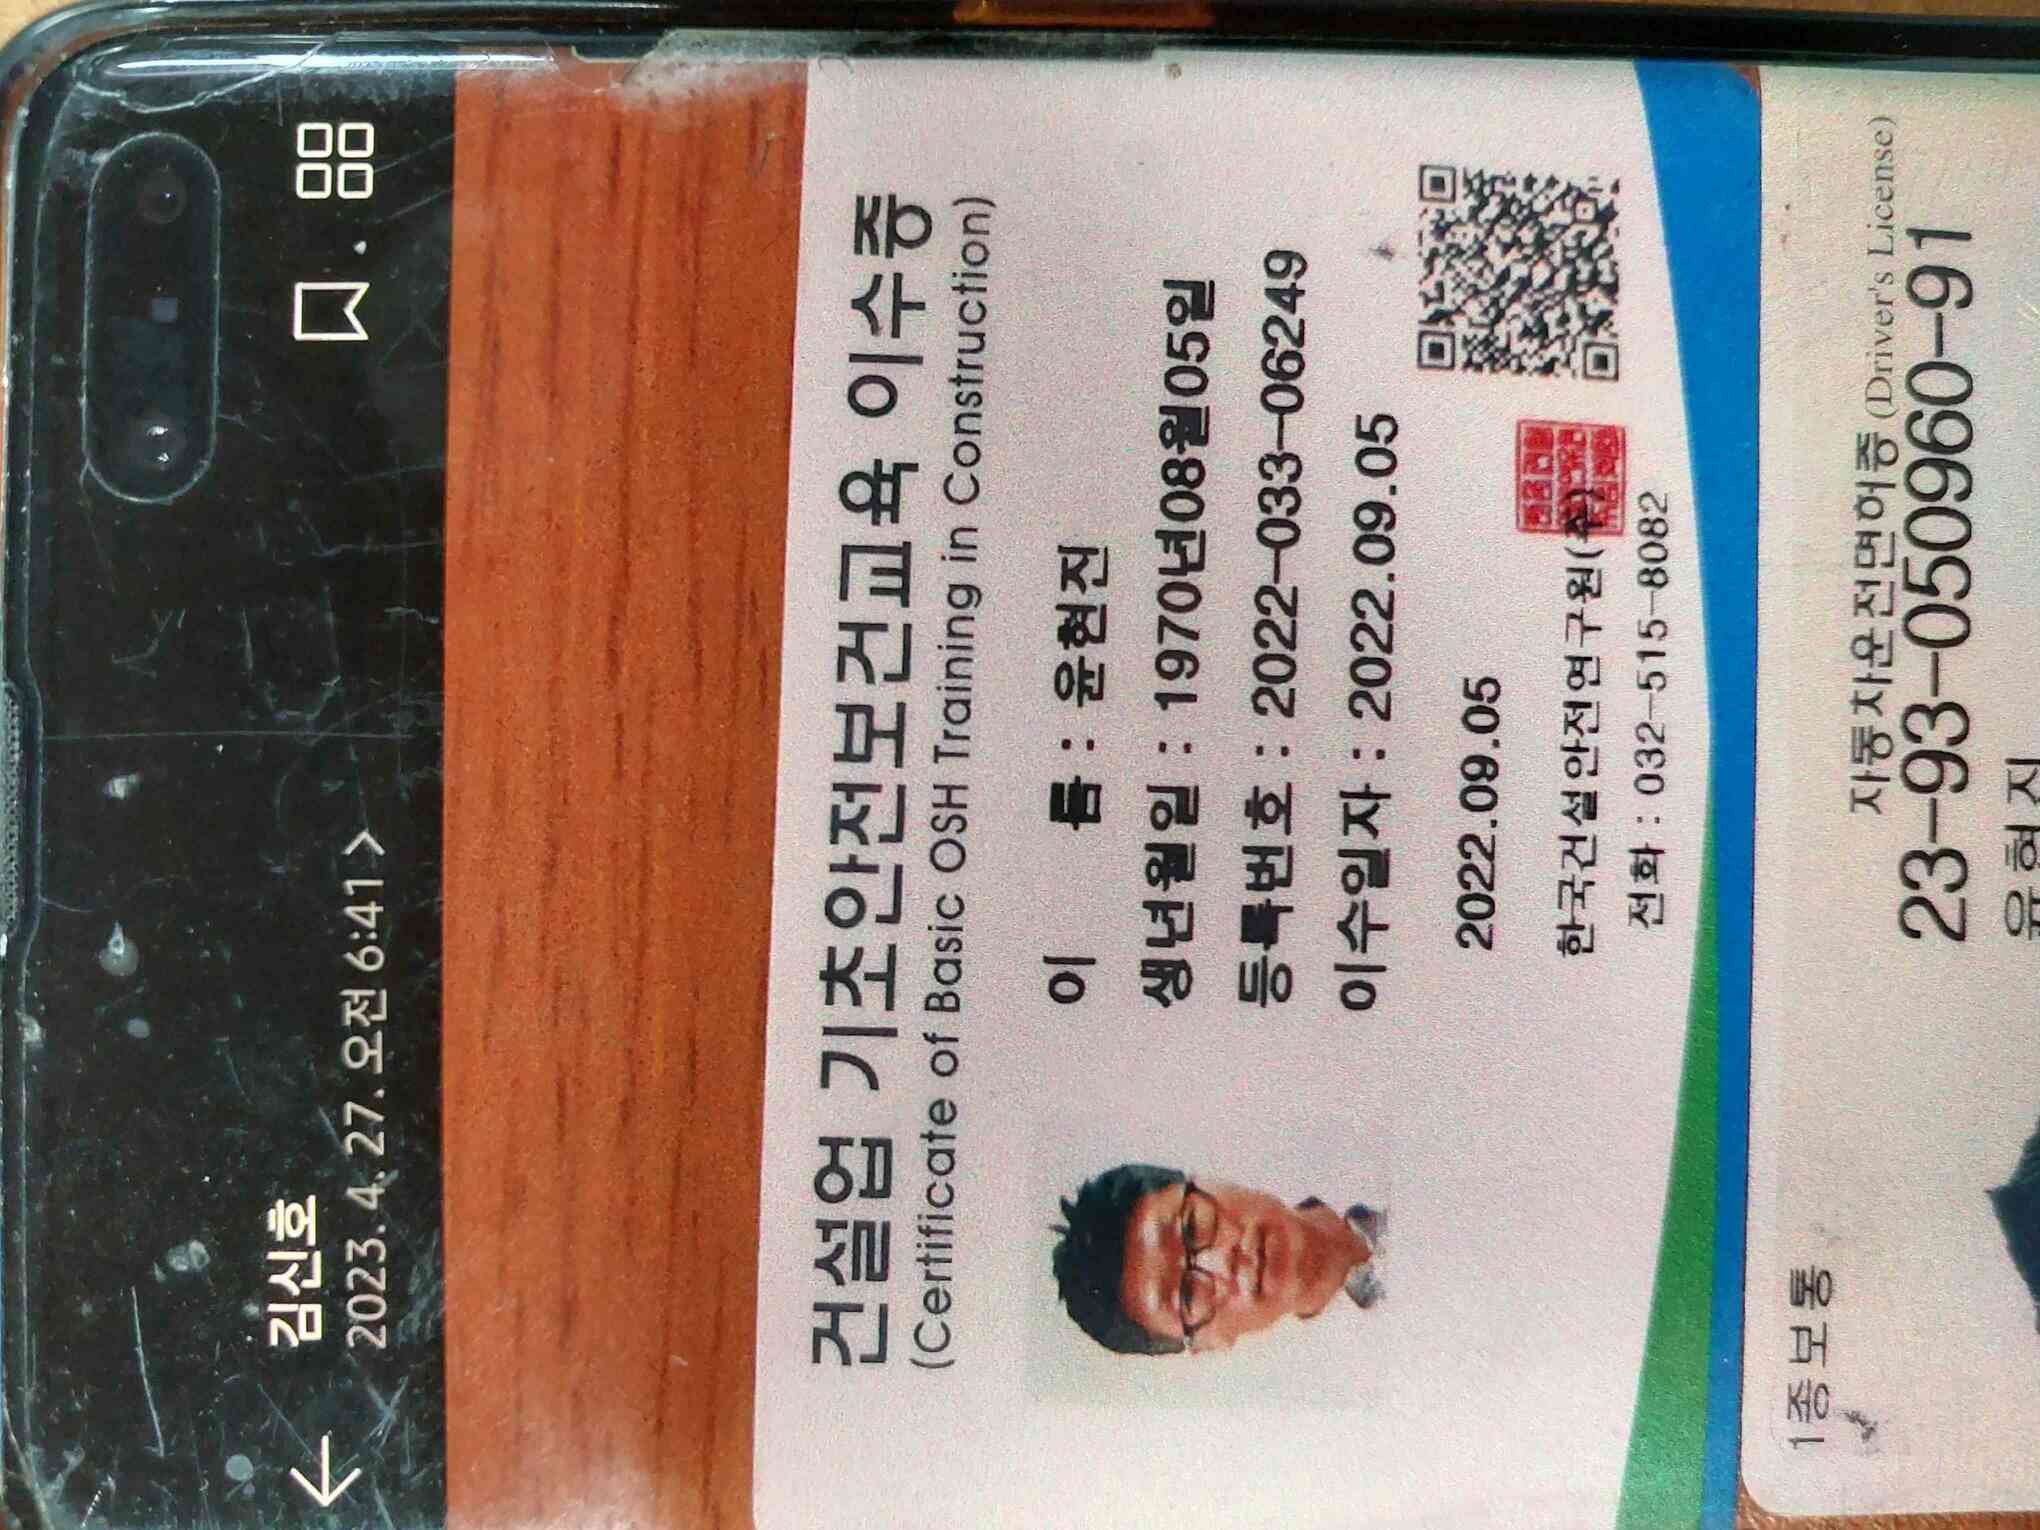 김신호
2023. 4. 27. 오전 6:41 >
건설업 기초안전보건교육 이수증
(Certificate of Basic OSH Training in Construction)
이 름 : 윤현진
생년월일 : 1970년08월05일
등록번호 : 2022-033-06249
이수일자 : 2022.09.05
2022.09.05
한국건설안전연구원(주)
전화 : 032-515-8082
1종보통
자동차운전면허증 (Driver's License)
23-93-050960-91
윤현진